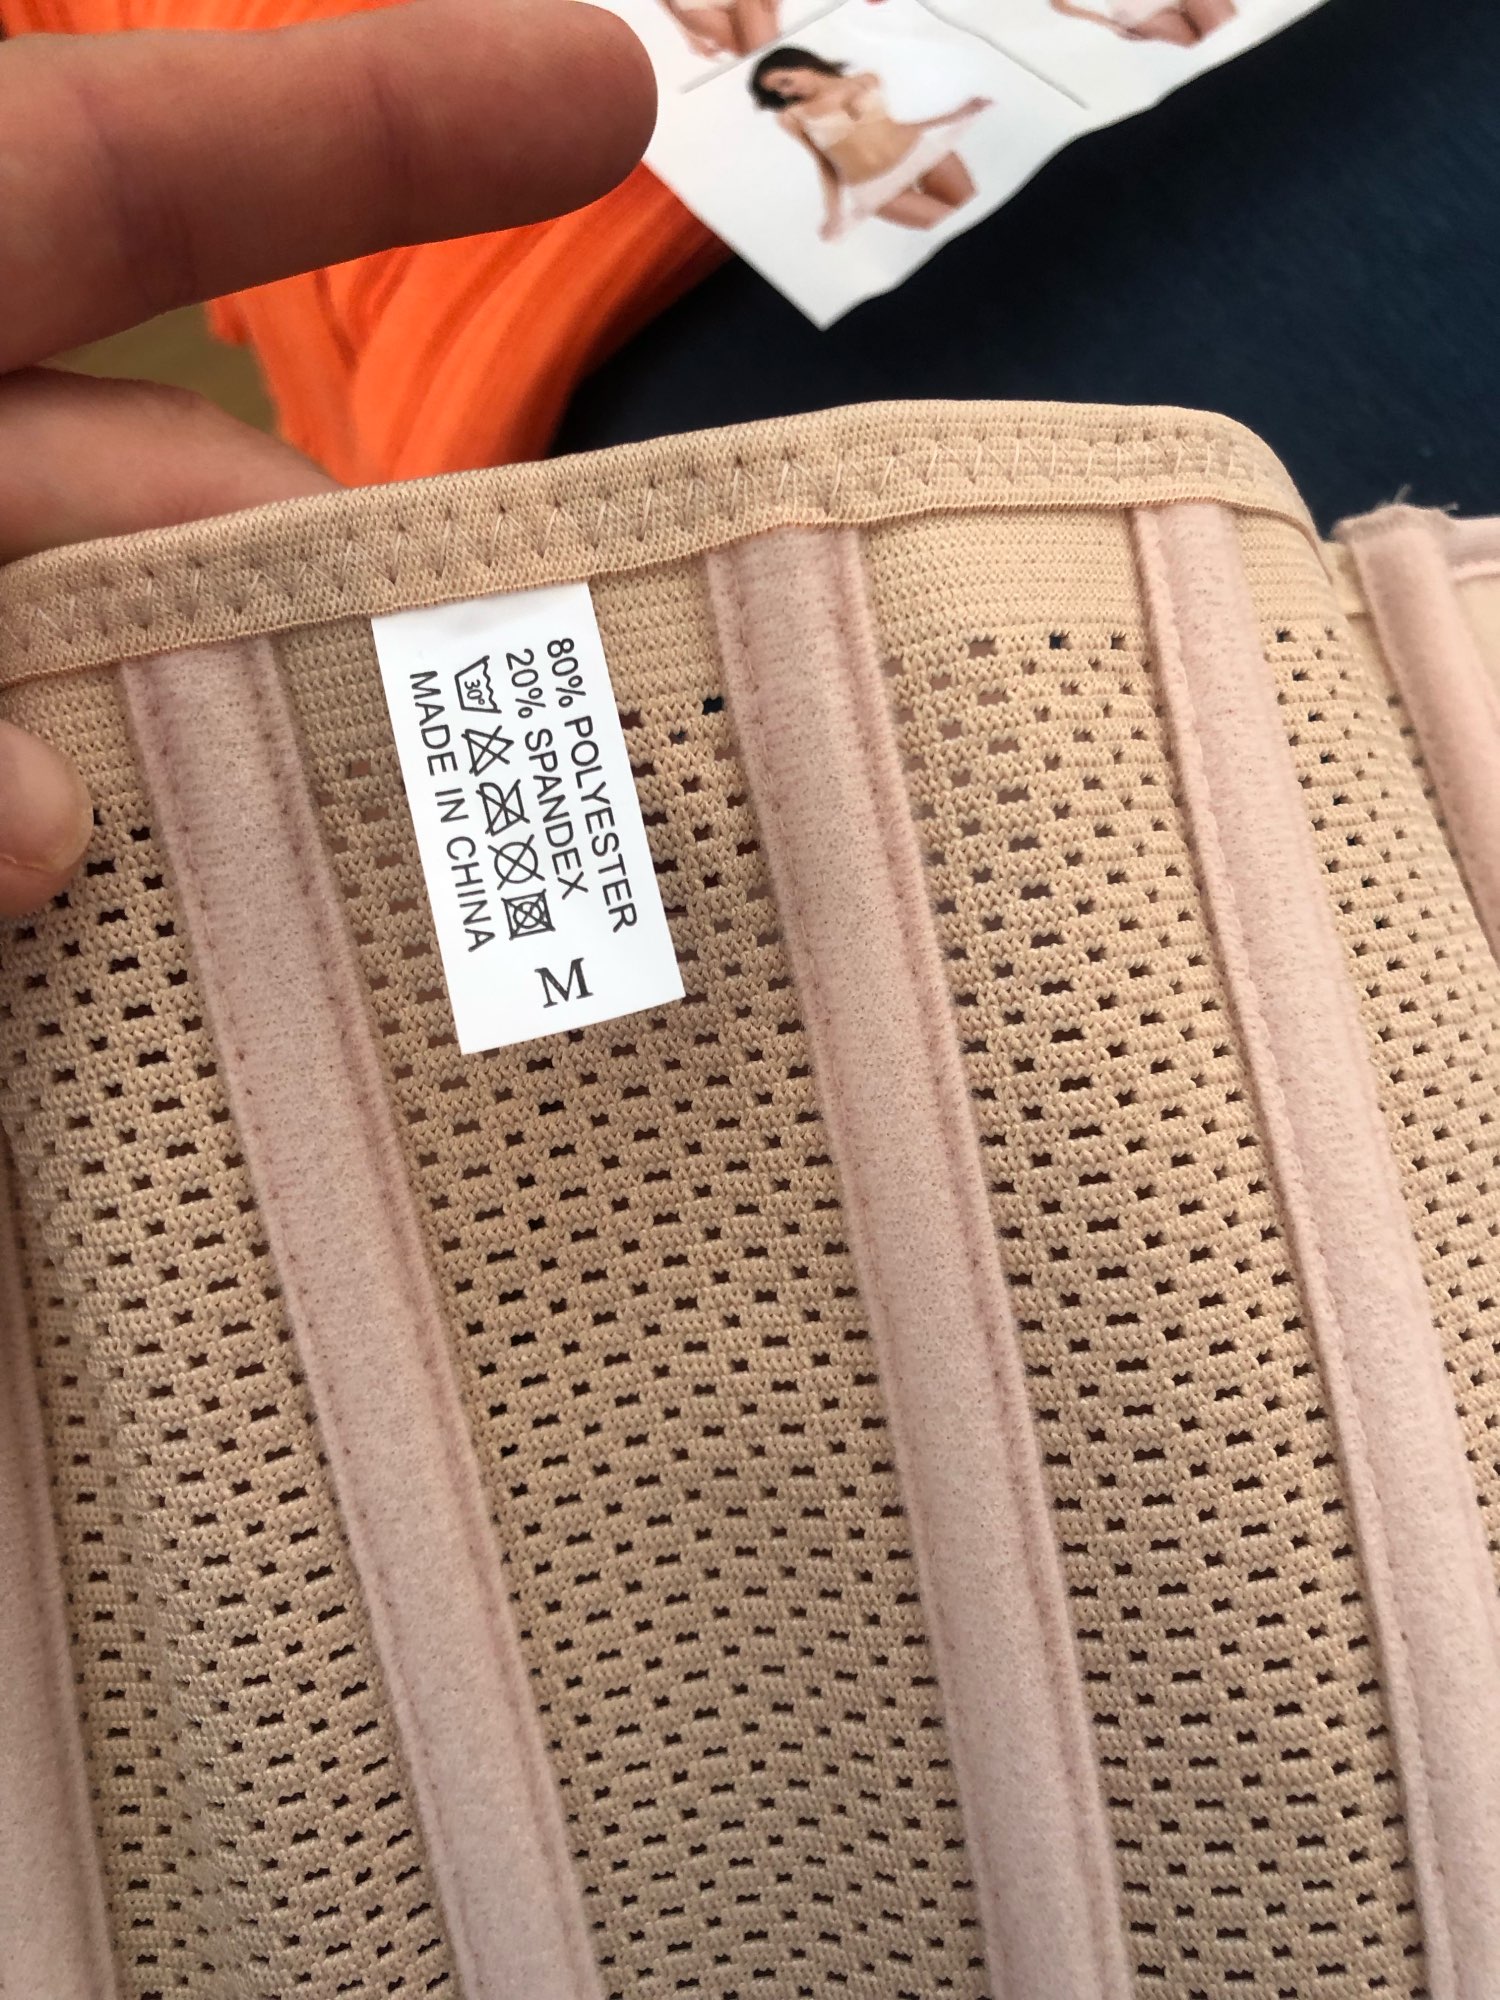 80% POLYESTER
20% SPANDEX
30°
MADE IN CHINA
M